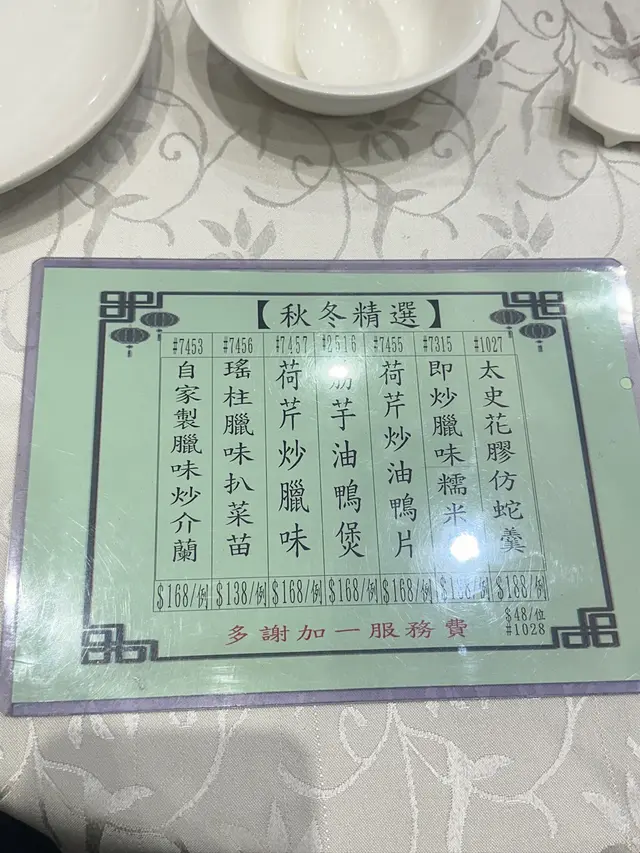 【秋冬精選】
#1027
太史花膠仿蛇羹
$188/例
$48/位
#1028
#7315
即炒臘味糯米
#7455
荷芹炒油鴨片
$168/例
#2516
芋油鴨煲
$168/例
#7457
荷芹炒臘味
$168/例
#7456
瑤柱臘味扒菜苗
$138/例
#7453
自家製臘味炒介蘭
$168/例
多謝加一服務費